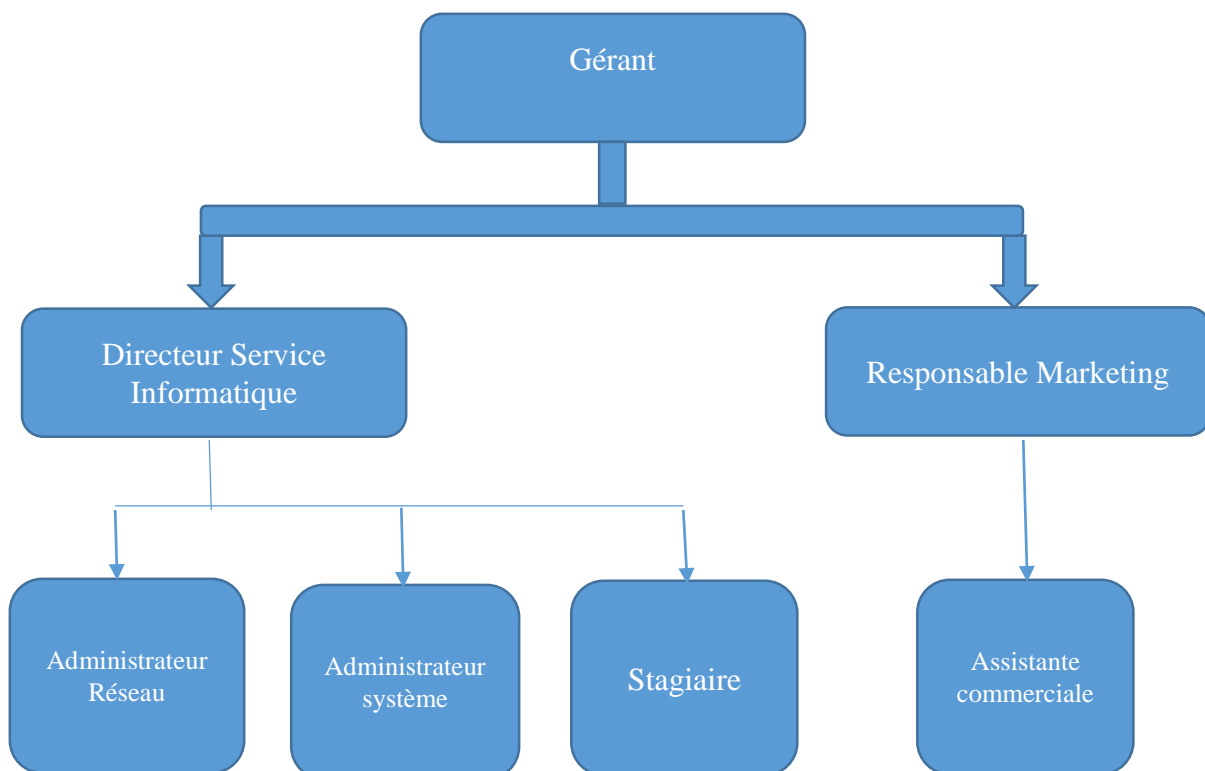 Gérant
Directeur Service
Informatique
Responsable Marketing
Administrateur
Réseau
Administrateur
système
Stagiaire
Assistante
commerciale